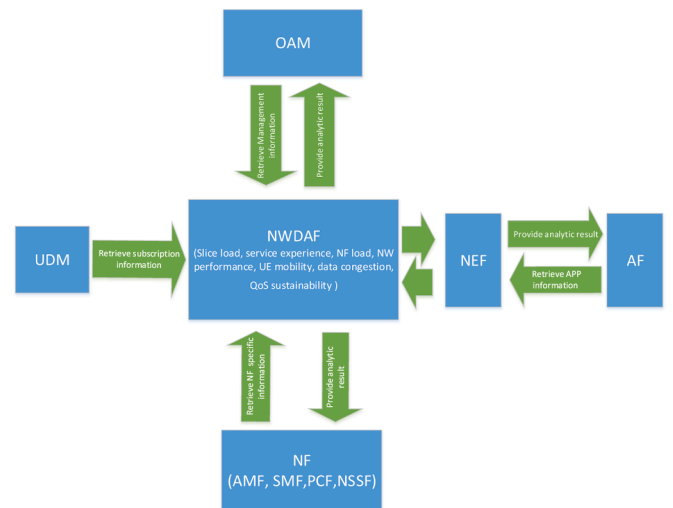 OAM
Retrieve Management
information
Provide analytic result
NWDAF
(Slice load, service experience, NF load, NW
performance, UE mobility, data congestion,
QoS sustainability )
UDM
Retrieve subscription
information
NEF
Provide analytic result
Retrieve APP
information
AF
Retrieve NF specific
information
Provide analytic
result
NF
(AMF, SMF,PCF,NSSF)